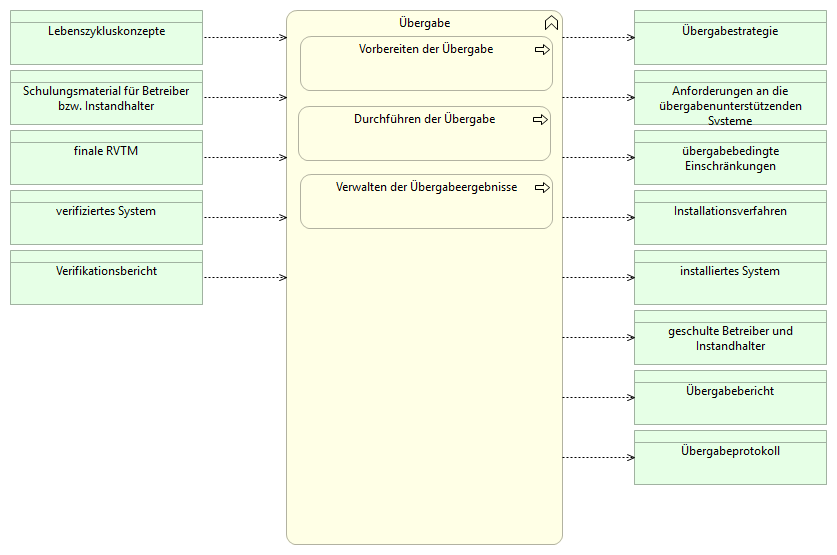 Lebenszykluskonzepte
Schulungsmaterial für Betreiber
bzw. Instandhalter
finale RVTM
verifiziertes System
Verifikationsbericht
Übergabe
Vorbereiten der Übergabe
Durchführen der Übergabe
Verwalten der Übergabeergebnisse
Übergabestrategie
Anforderungen an die
übergabenunterstützenden
Systeme
übergabebedingte
Einschränkungen
Installationsverfahren
installiertes System
geschulte Betreiber und
Instandhalter
Übergabebericht
Übergabeprotokoll